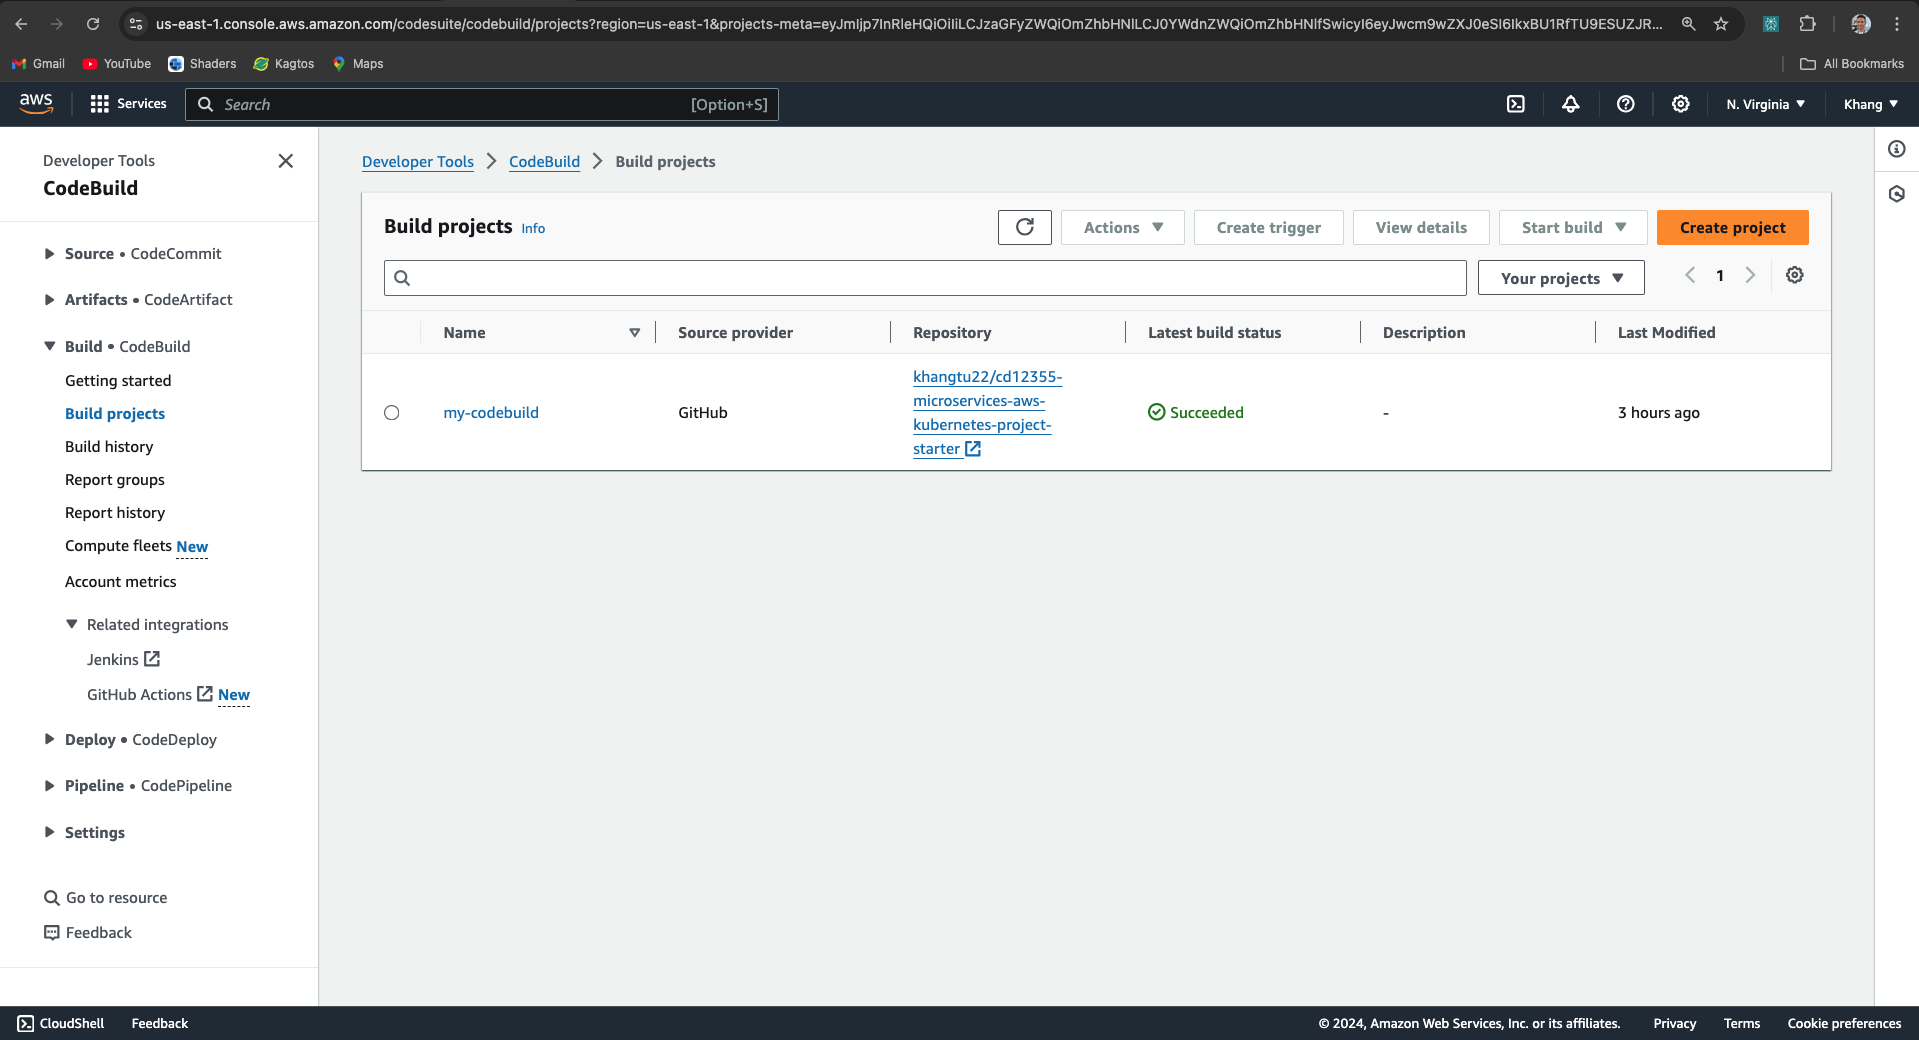 us-east-1.console.aws.amazon.com/codesuite/codebuild/projects?region=us-east-1&projects-meta=
Gmail YouTube Shaders Kagtos Maps All Bookmarks
aws Services Search [Option+S] N. Virginia Khang
Developer Tools
CodeBuild
Source • CodeCommit
Artifacts • CodeArtifact
Build • CodeBuild
Getting started
Build projects
Build history
Report groups
Report history
Compute fleets New
Account metrics
Related integrations
Jenkins
GitHub Actions New
Deploy • CodeDeploy
Pipeline • CodePipeline
Settings
Go to resource
Feedback
Developer Tools > CodeBuild > Build projects
Build projects Info Actions Create trigger View details Start build Create project
Your projects 1
Name Source provider Repository Latest build status Description Last Modified
my-codebuild GitHub khangtu22/cd12355-
microservices-aws-
kubernetes-project-
starter Succeeded - 3 hours ago
CloudShell Feedback © 2024, Amazon Web Services, Inc. or its affiliates. Privacy Terms Cookie preferences